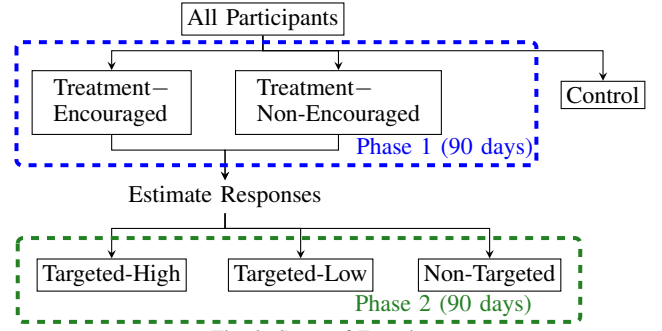 All Participants
Treatment−
Encouraged
Treatment−
Non-Encouraged
Control
Phase 1 (90 days)
Estimate Responses
Targeted-High
Targeted-Low
Non-Targeted
Phase 2 (90 days)